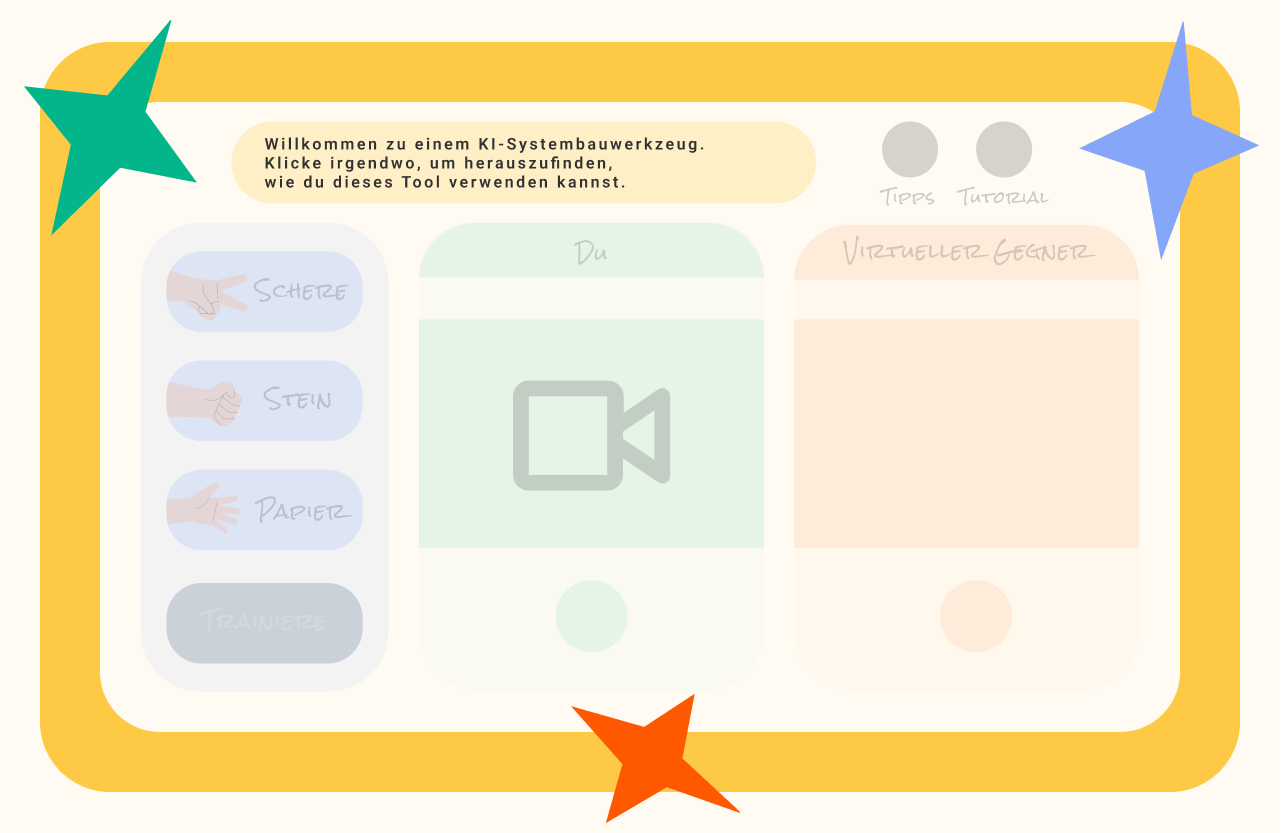 Willkommen zu einem KI-Systembauwerkzeug.
Klicke irgendwo, um herauszufinden,
wie du dieses Tool verwenden kannst.
Tipps
Tutorial
Schere
Stein
Papier
Trainiere
Du
Virtueller Gegner